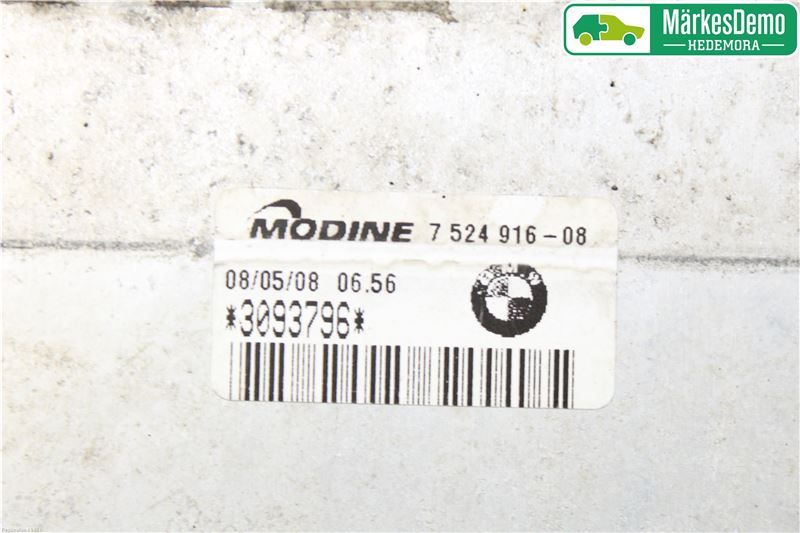 MärkesDemo
HEDEMORA
MODINE 7 524 916-08
08/05/08 06.56
*3093796*